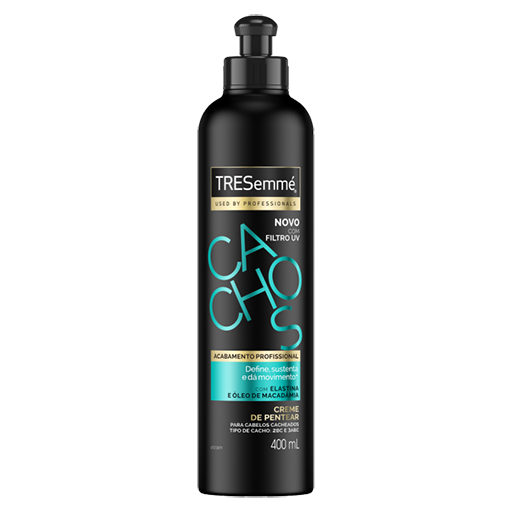 TRESemmé
USED BY PROFESSIONALS
NOVO
COM
FILTRO UV
CACHOS
ACABAMENTO PROFISSIONAL
Define, sustenta
e dá movimento*
COM ELASTINA
E ÓLEO DE MACADÂMIA
CREME
DE PENTEAR
PARA CABELOS CACHEADOS
TIPO DE CACHO: 2BC E 3ABC
400 mL